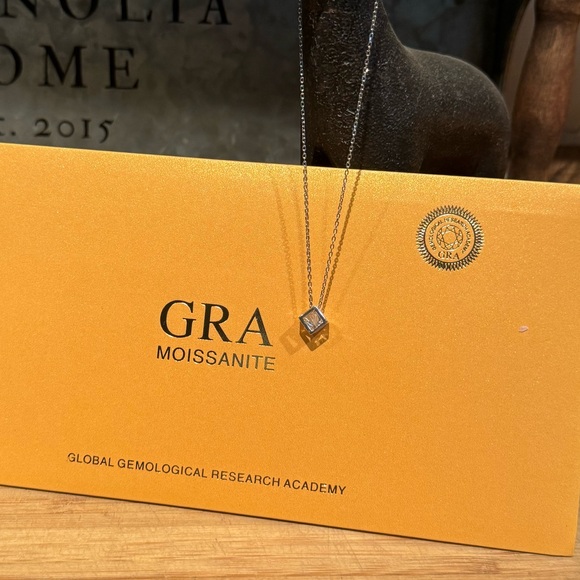 NOLIA
OME
. 2015
GRA
MOISSANITE
GRA
GLOBAL GEMOLOGICAL RESEARCH ACADEMY